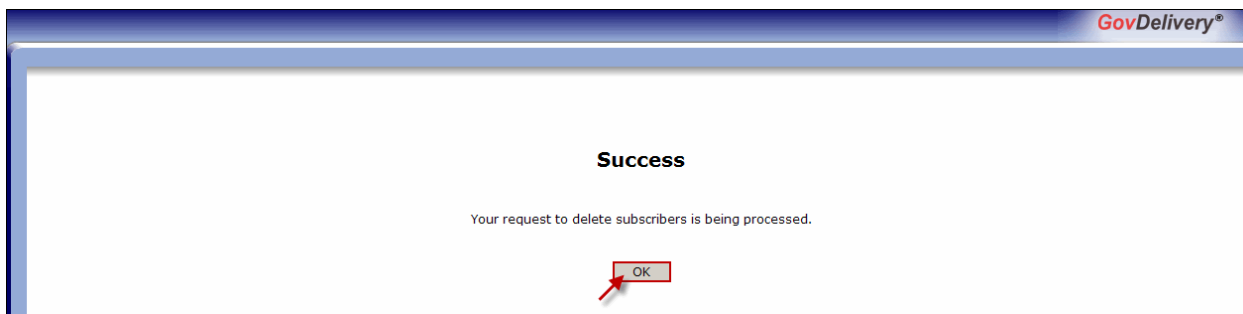 GovDelivery®
Success
Your request to delete subscribers is being processed.
OK